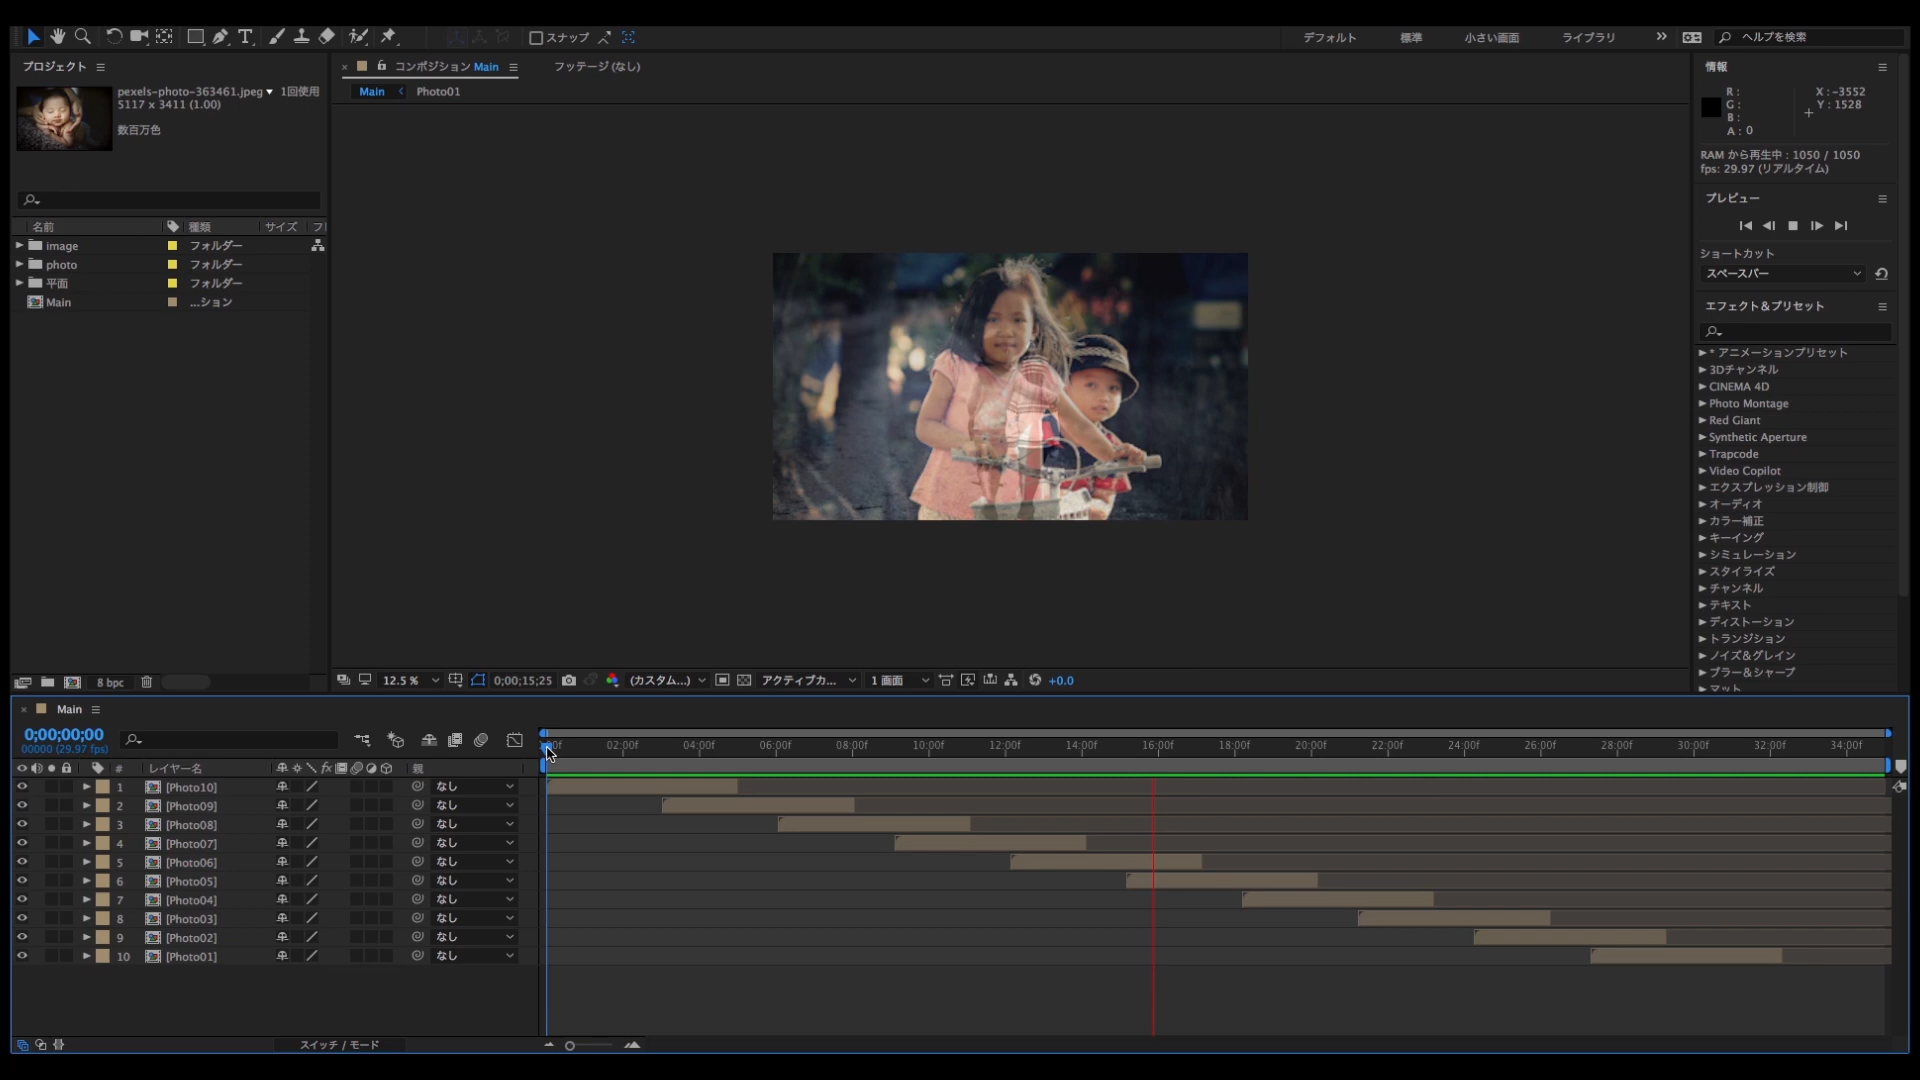 スナップ
デフォルト
標準
小さい画面
ライブラリ
ヘルプを検索
プロジェクト
pexels-photo-363461.jpeg 1回使用
5117 x 3411 (1.00)
数百万色
名前 種類 サイズ フ
image フォルダー
photo フォルダー
平面 フォルダー
Main ...ション
8 bpc
コンポジション Main
フッテージ (なし)
Main Photo01
12.5 %
0;00;15;25
(カスタム...)
アクティブカ...
1 画面
+0.0
情報
R :
G :
B :
A : 0
X : -3552
Y : 1528
RAM から再生中 : 1050 / 1050
fps: 29.97 (リアルタイム)
プレビュー
ショートカット
スペースバー
エフェクト＆プリセット
* アニメーションプリセット
3Dチャンネル
CINEMA 4D
Photo Montage
Red Giant
Synthetic Aperture
Trapcode
Video Copilot
エクスプレッション制御
オーディオ
カラー補正
キーイング
シミュレーション
スタイライズ
チャンネル
テキスト
ディストーション
トランジション
ノイズ＆グレイン
ブラー＆シャープ
マット
Main
0;00;00;00
00000 (29.97 fps)
:00f 02:00f 04:00f 06:00f 08:00f 10:00f 12:00f 14:00f 16:00f 18:00f 20:00f 22:00f 24:00f 26:00f 28:00f 30:00f 32:00f 34:00f
# レイヤー名 fx 親
1 [Photo10] なし
2 [Photo09] なし
3 [Photo08] なし
4 [Photo07] なし
5 [Photo06] なし
6 [Photo05] なし
7 [Photo04] なし
8 [Photo03] なし
9 [Photo02] なし
10 [Photo01] なし
スイッチ / モード